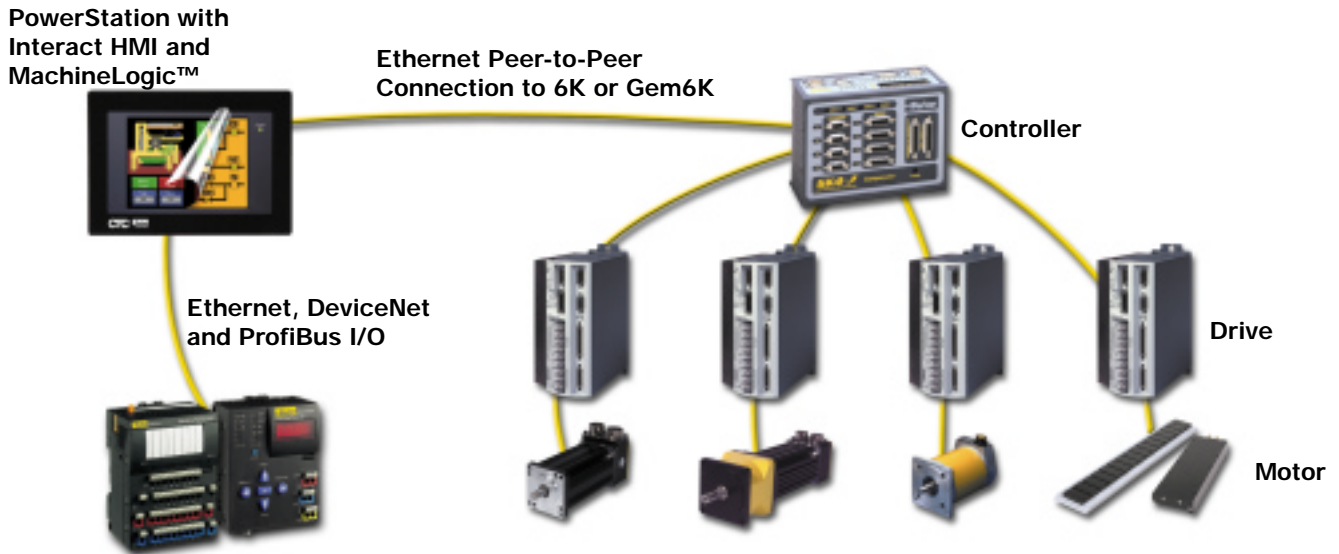 PowerStation with
Interact HMI and
MachineLogic™
Ethernet Peer-to-Peer
Connection to 6K or Gem6K
Controller
Ethernet, DeviceNet
and ProfiBus I/O
Drive
Motor
CTC